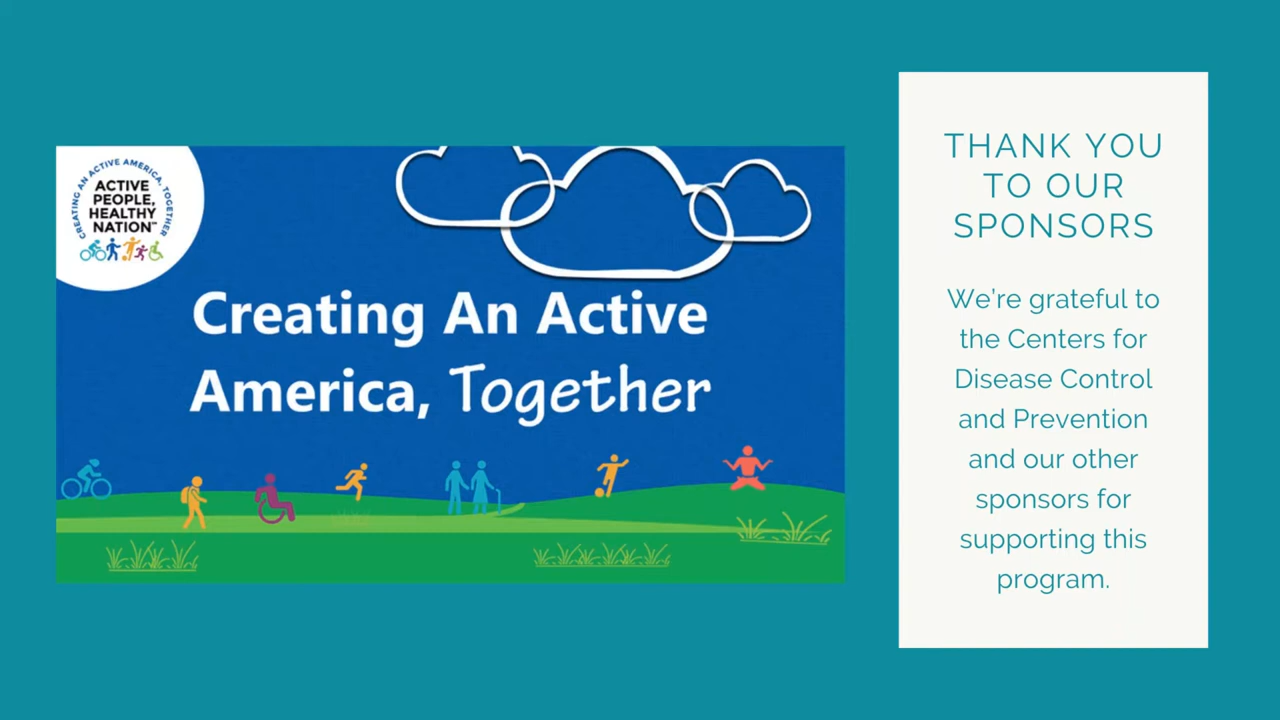 CREATING AN ACTIVE AMERICA, TOGETHER
ACTIVE
PEOPLE,
HEALTHY
NATION℠
Creating An Active
America, Together
THANK YOU
TO OUR
SPONSORS
We're grateful to
the Centers for
Disease Control
and Prevention
and our other
sponsors for
supporting this
program.